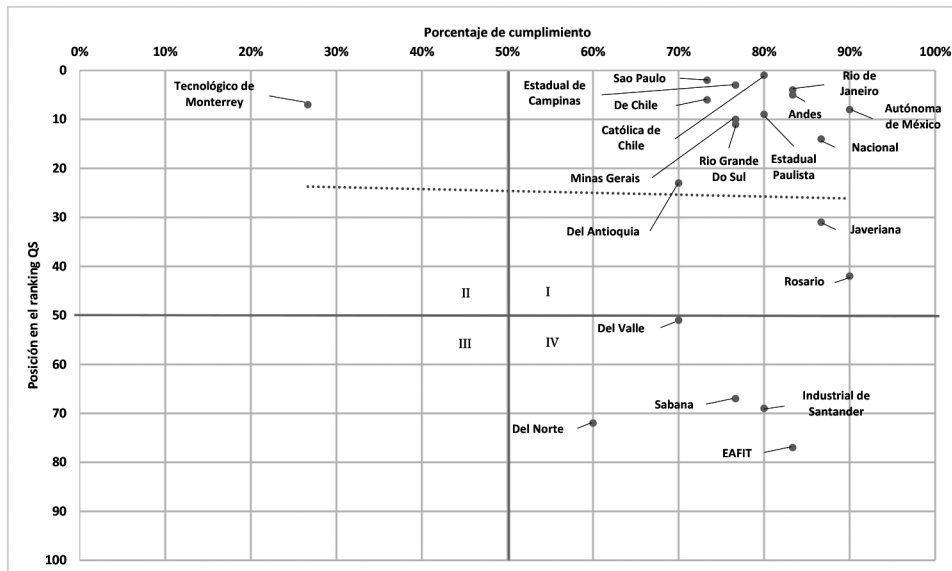 Porcentaje de cumplimiento
0% 10% 20% 30% 40% 50% 60% 70% 80% 90% 100%
Posición en el ranking QS
0
10
20
30
40
50
60
70
80
90
100
Tecnológico de
Monterrey
Estadual de
Campinas
Sao Paulo
De Chile
Católica de
Chile
Minas Gerais
Del Antioquia
Rio Grande
Do Sul
Estadual
Paulista
Rio de
Janeiro
Andes
Autónoma
de México
Nacional
Javeriana
Rosario
II
I
III
IV
Del Valle
Sabana
Industrial de
Santander
Del Norte
EAFIT